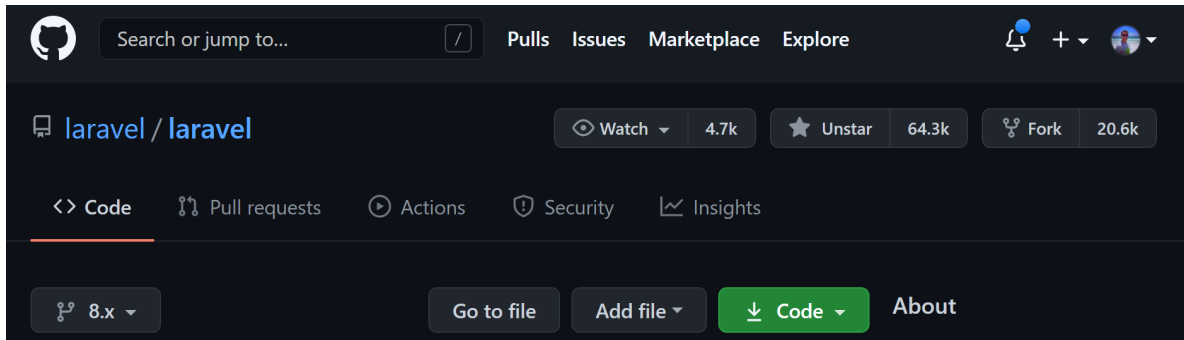 Search or jump to... / Pulls Issues Marketplace Explore
laravel / laravel Watch 4.7k Unstar 64.3k Fork 20.6k
<> Code Pull requests Actions Security Insights
8.x Go to file Add file Code About